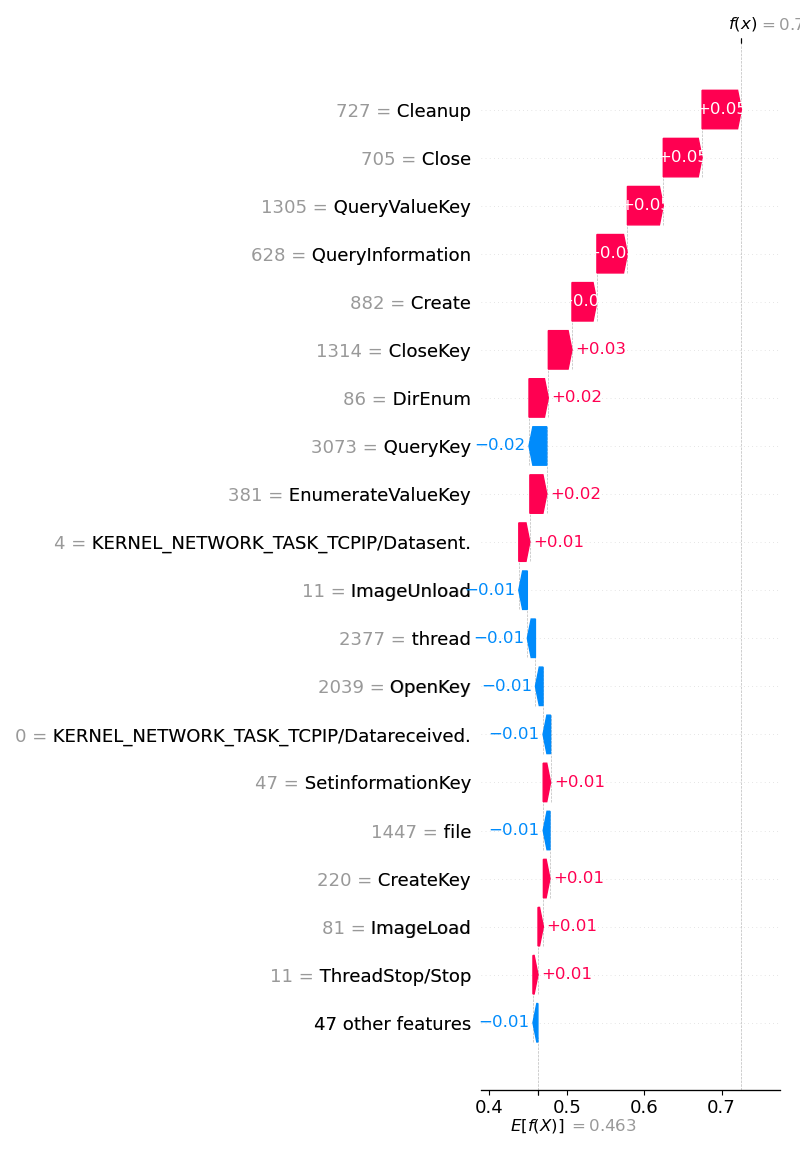 f(x) = 0.7
727 = Cleanup +0.05
705 = Close +0.05
1305 = QueryValueKey
628 = QueryInformation
882 = Create
1314 = CloseKey +0.03
86 = DirEnum +0.02
3073 = QueryKey −0.02
381 = EnumerateValueKey +0.02
4 = KERNEL_NETWORK_TASK_TCPIP/Datasent. +0.01
11 = ImageUnload −0.01
2377 = thread −0.01
2039 = OpenKey −0.01
0 = KERNEL_NETWORK_TASK_TCPIP/Datareceived. −0.01
47 = SetinformationKey +0.01
1447 = file −0.01
220 = CreateKey +0.01
81 = ImageLoad +0.01
11 = ThreadStop/Stop +0.01
47 other features −0.01
0.4 0.5 0.6 0.7
E[f(X)] = 0.463